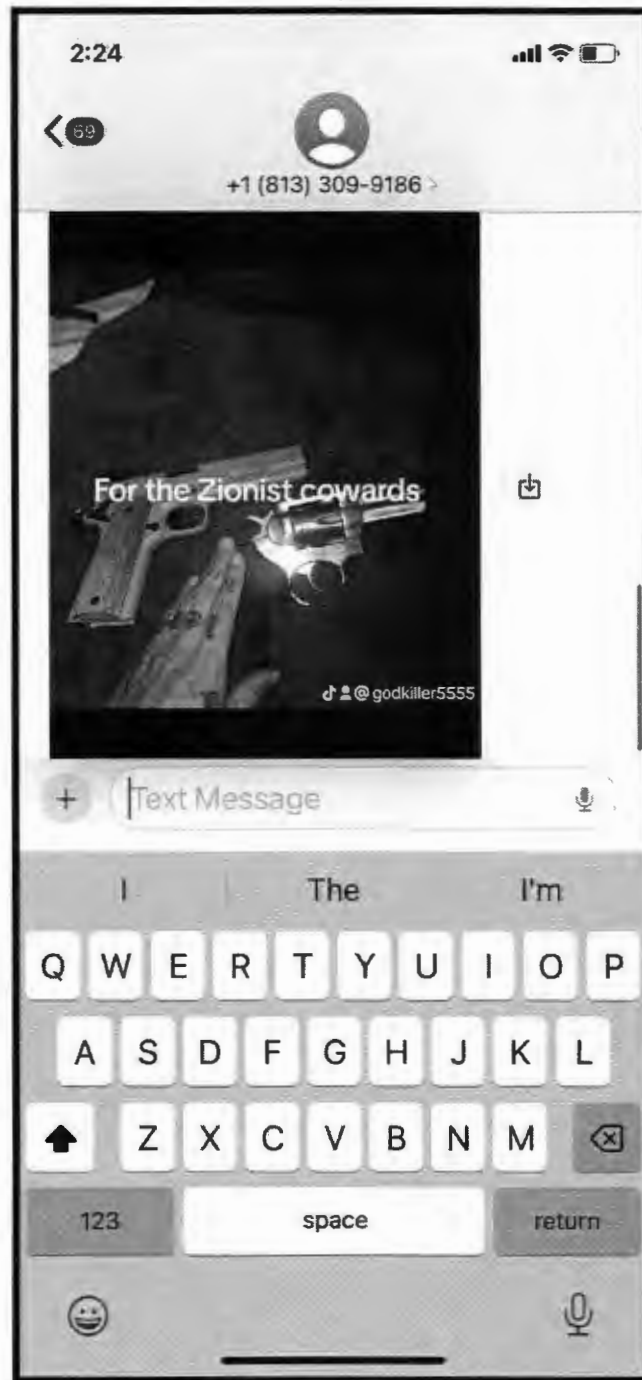 2:24
69
+1 (813) 309-9186 >
For the Zionist cowards
@ godkiller5555
Text Message
I The I'm
Q W E R T Y U I O P
A S D F G H J K L
Z X C V B N M
123 space return